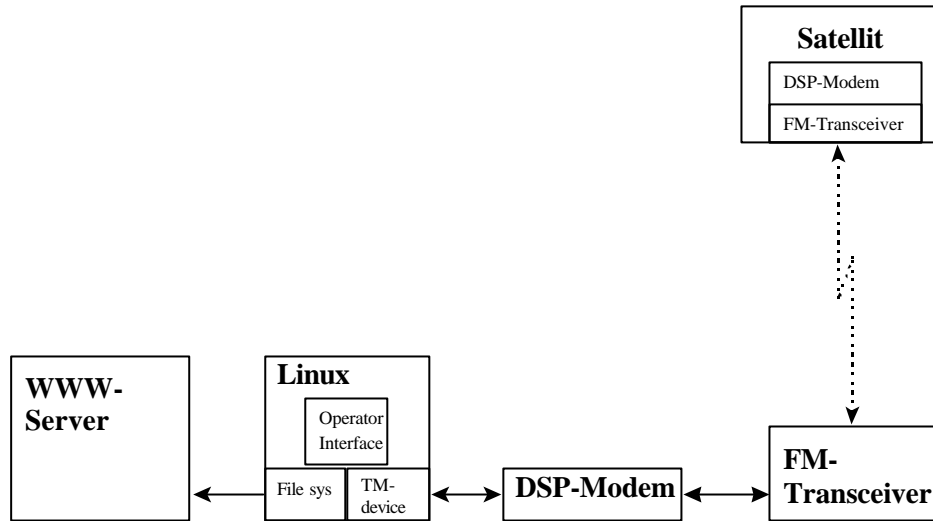 Satellit
DSP-Modem
FM-Transceiver
WWW-
Server
Linux
Operator
Interface
File sys
TM-
device
DSP-Modem
FM-
Transceiver